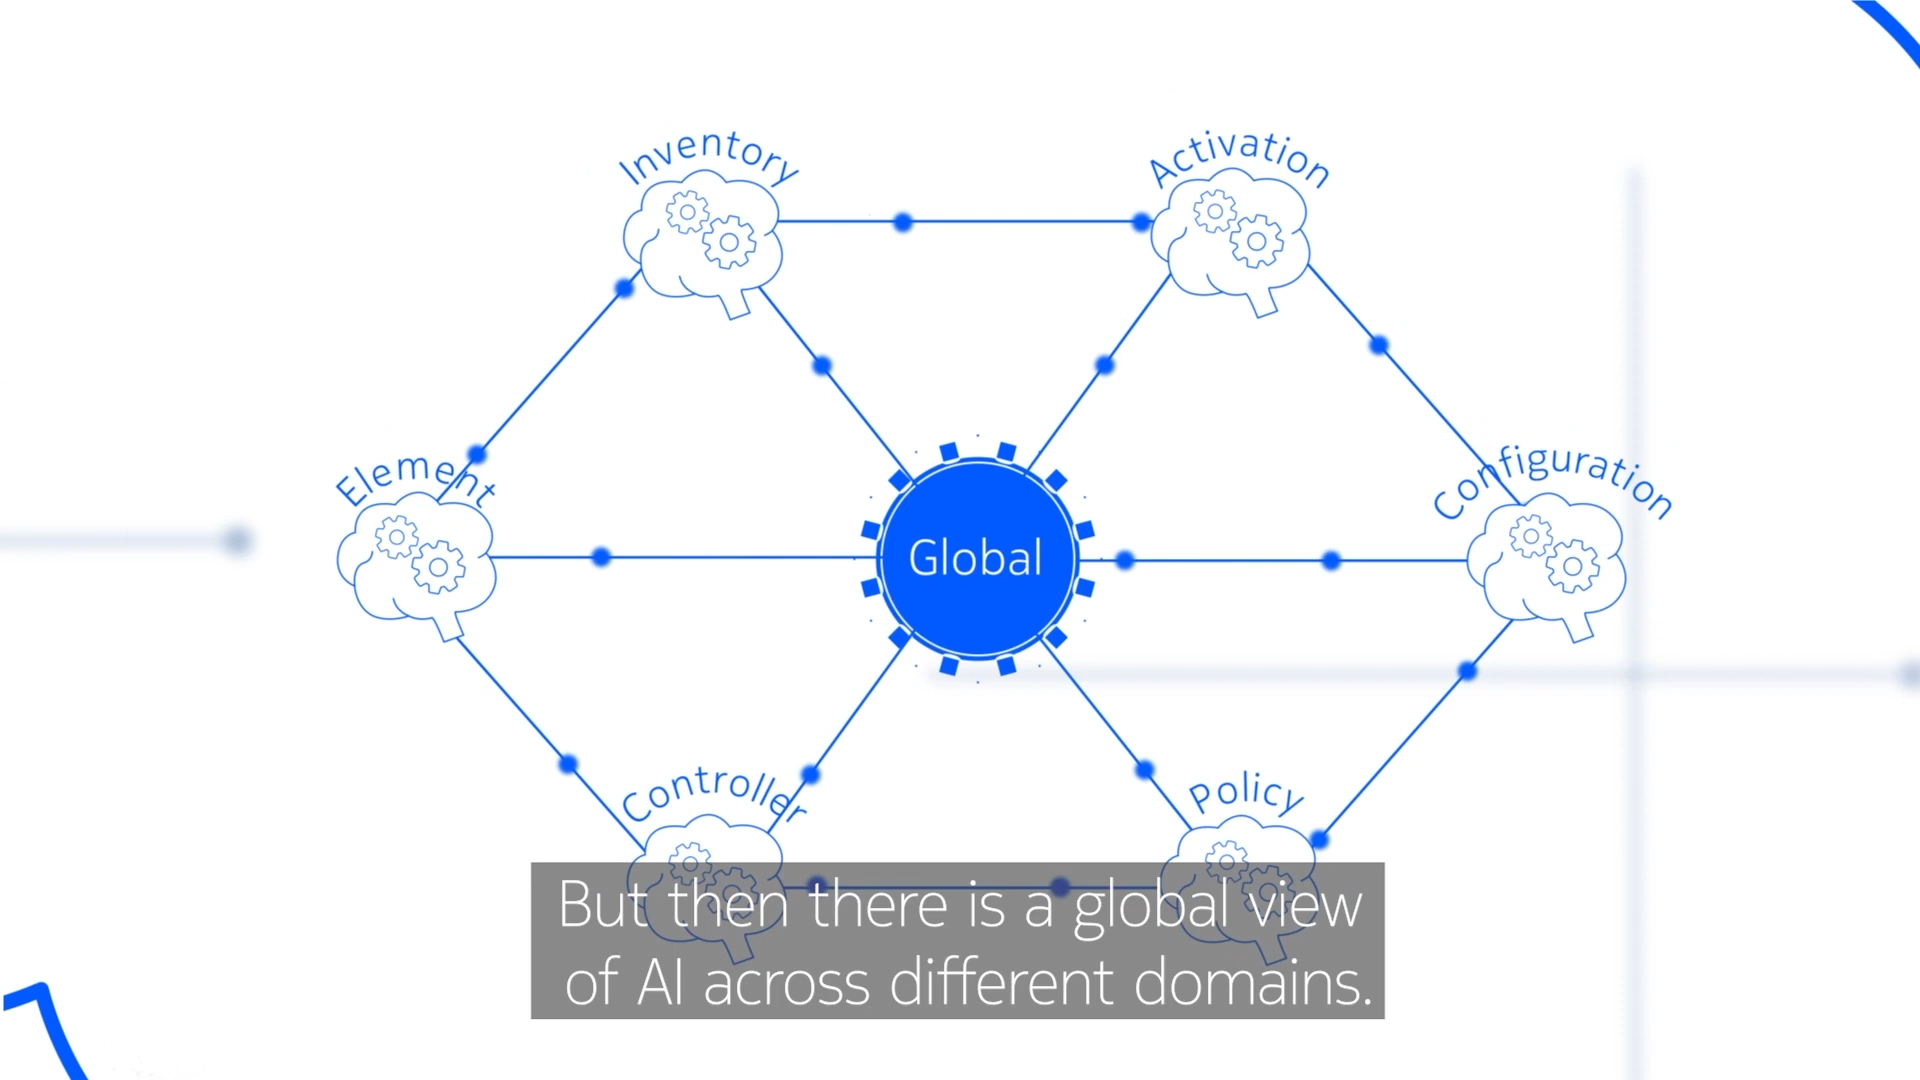 Inventory
Activation
Element
Configuration
Global
Controller
Policy
But then there is a global view
of AI across different domains.